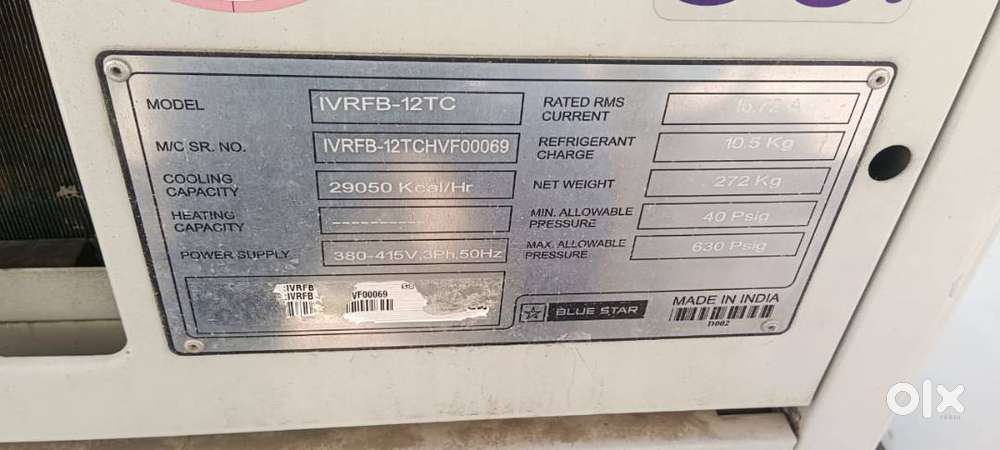 MODEL IVRFB-12TC
M/C SR. NO. IVRFB-12TCHVF00069
COOLING CAPACITY 29050 Kcal/Hr
HEATING CAPACITY ----------
POWER SUPPLY 380-415V,3Ph,50Hz
RATED RMS CURRENT
REFRIGERANT CHARGE 10.5 Kg
NET WEIGHT 272 Kg
MIN. ALLOWABLE PRESSURE 40 Psig
MAX. ALLOWABLE PRESSURE 630 Psig
:IVRFB
:IVRFB
VF00069
BLUE STAR
MADE IN INDIA
D002
olx